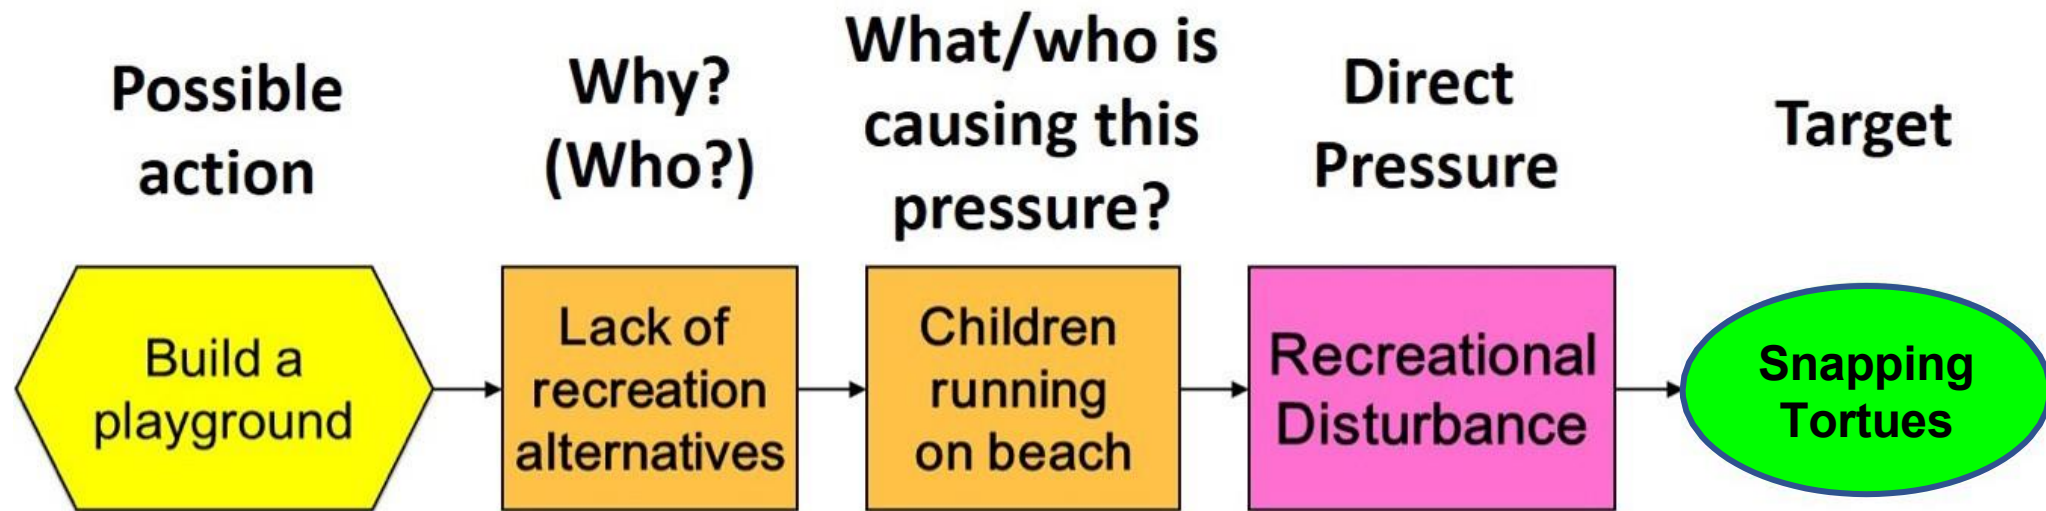 Possible
action
Why?
(Who?)
What/who is
causing this
pressure?
Direct
Pressure
Target
Build a
playground
Lack of
recreation
alternatives
Children
running
on beach
Recreational
Disturbance
Snapping
Tortues